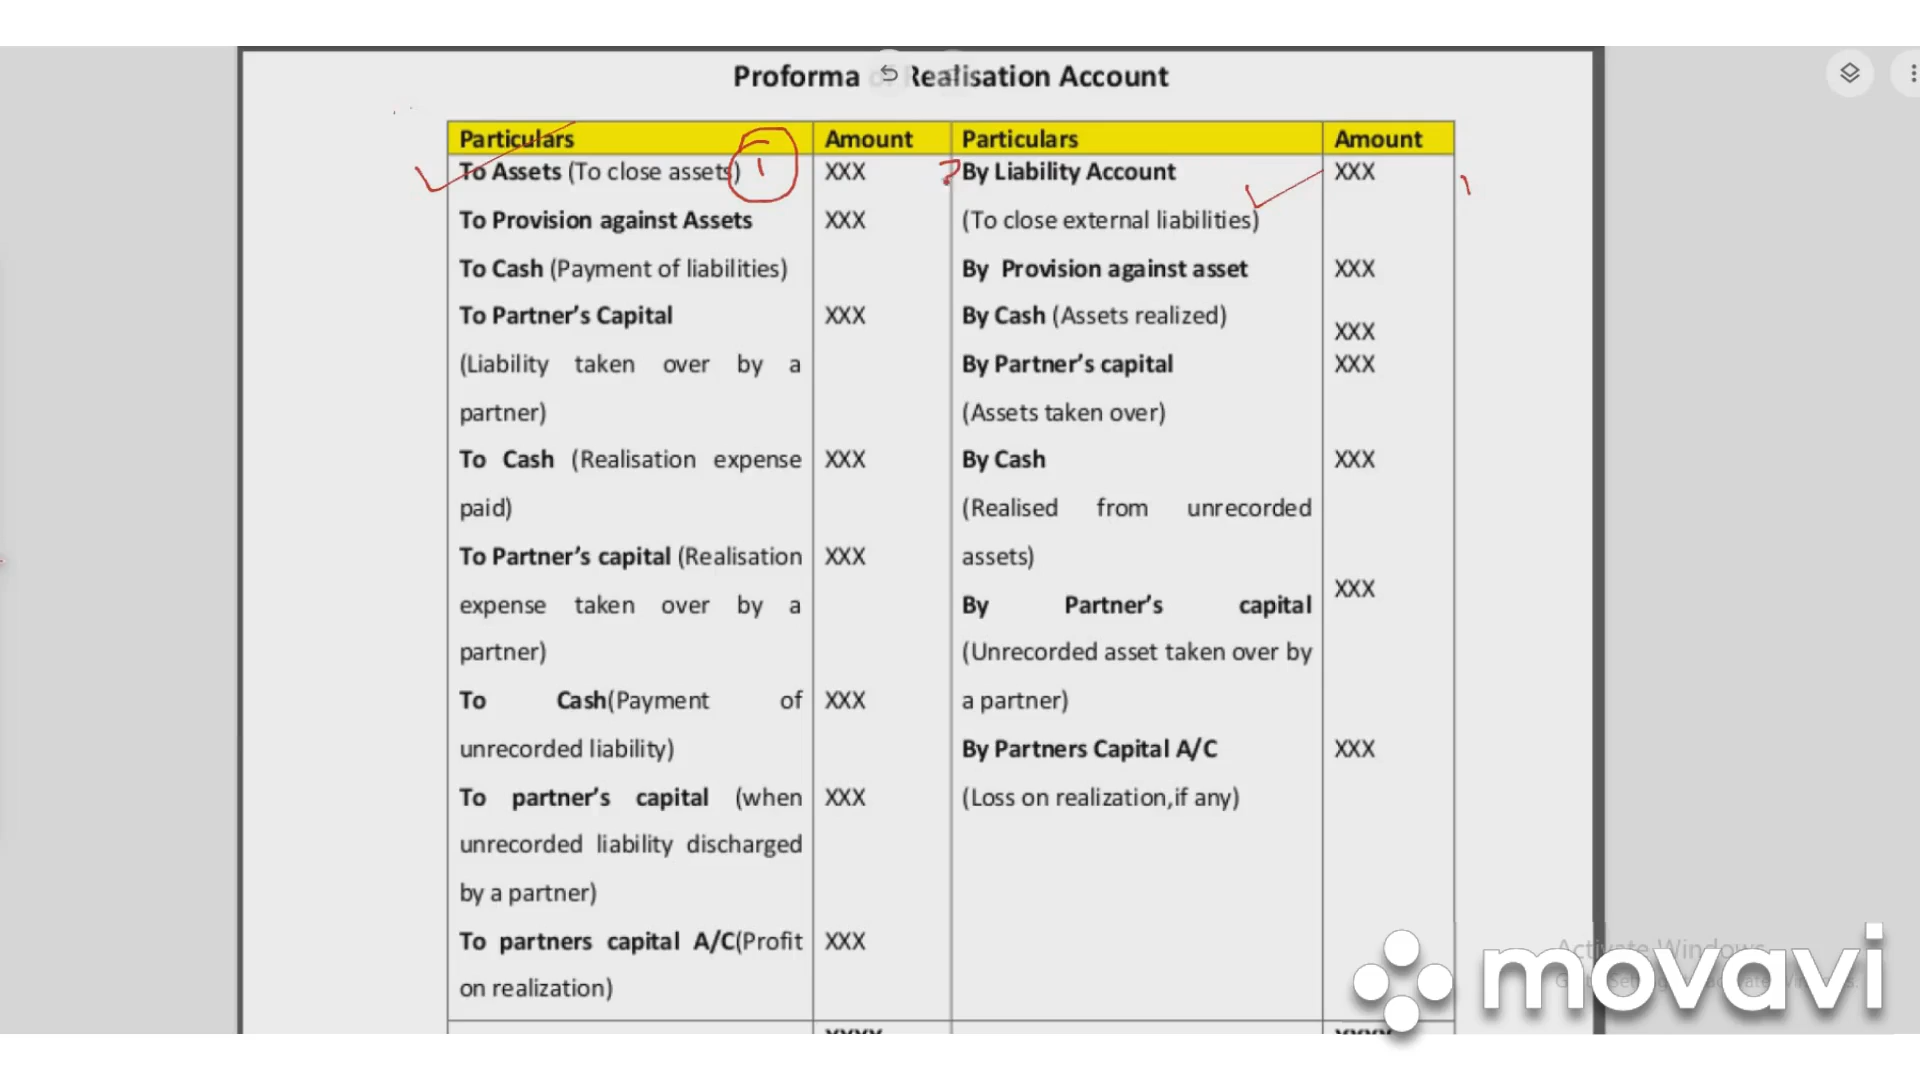 Proforma of Realisation Account
Particulars Amount Particulars Amount
To Assets (To close assets) 1 XXX ? By Liability Account XXX
To Provision against Assets XXX (To close external liabilities)
To Cash (Payment of liabilities) By Provision against asset XXX
To Partner's Capital XXX By Cash (Assets realized) XXX
(Liability taken over by a By Partner's capital XXX
partner) (Assets taken over)
To Cash (Realisation expense XXX By Cash XXX
paid) (Realised from unrecorded
To Partner's capital (Realisation XXX assets)
expense taken over by a By Partner's capital XXX
partner) (Unrecorded asset taken over by
To Cash(Payment of XXX a partner)
unrecorded liability) By Partners Capital A/C XXX
To partner's capital (when XXX (Loss on realization,if any)
unrecorded liability discharged
by a partner)
To partners capital A/C(Profit XXX
on realization)
Activate Windows
movavi